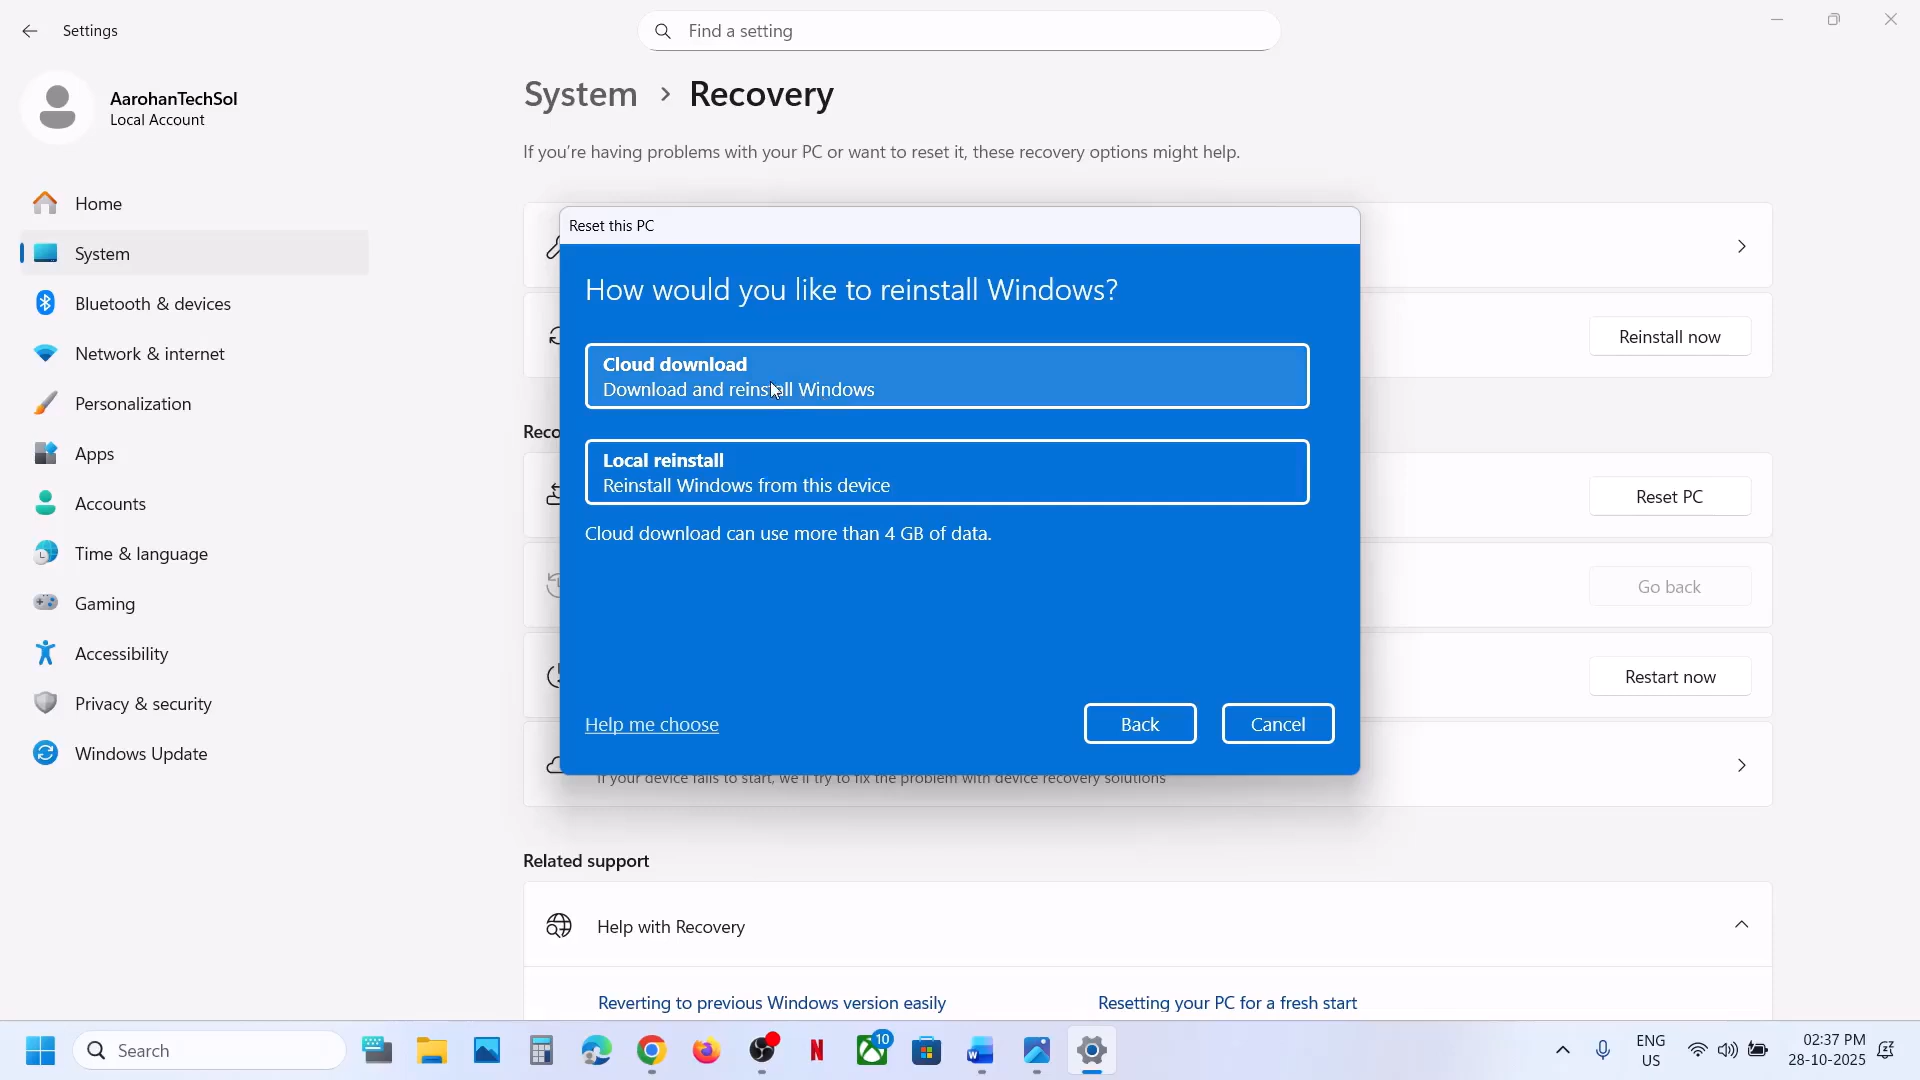 Settings
Find a setting
AarohanTechSol
Local Account
Home
System
Bluetooth & devices
Network & internet
Personalization
Apps
Accounts
Time & language
Gaming
Accessibility
Privacy & security
Windows Update
System > Recovery
If you're having problems with your PC or want to reset it, these recovery options might help.
Reinstall now
Reco
Reset PC
Go back
Restart now
Reset this PC
How would you like to reinstall Windows?
Cloud download
Download and reinstall Windows
Local reinstall
Reinstall Windows from this device
Cloud download can use more than 4 GB of data.
Help me choose
Back
Cancel
If your device fails to start, we'll try to fix the problem with device recovery solutions
Related support
Help with Recovery
Reverting to previous Windows version easily
Resetting your PC for a fresh start
Search
10
ENG
US
02:37 PM
28-10-2025